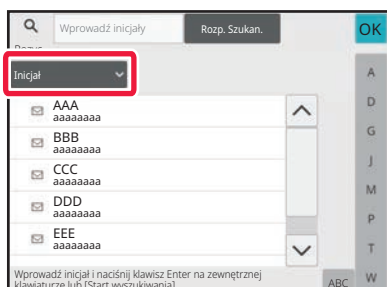 Wprowadź inicjały
Rozp. Szukan.
OK
Inicjał
A
D
G
J
M
P
T
W
AAA
aaaaaaaa
BBB
aaaaaaaa
CCC
aaaaaaaa
DDD
aaaaaaaa
EEE
aaaaaaaa
Wprowadź inicjał i naciśnij klawisz Enter na zewnętrznej
klawiaturze lub [Start wyszukiwania]
ABC